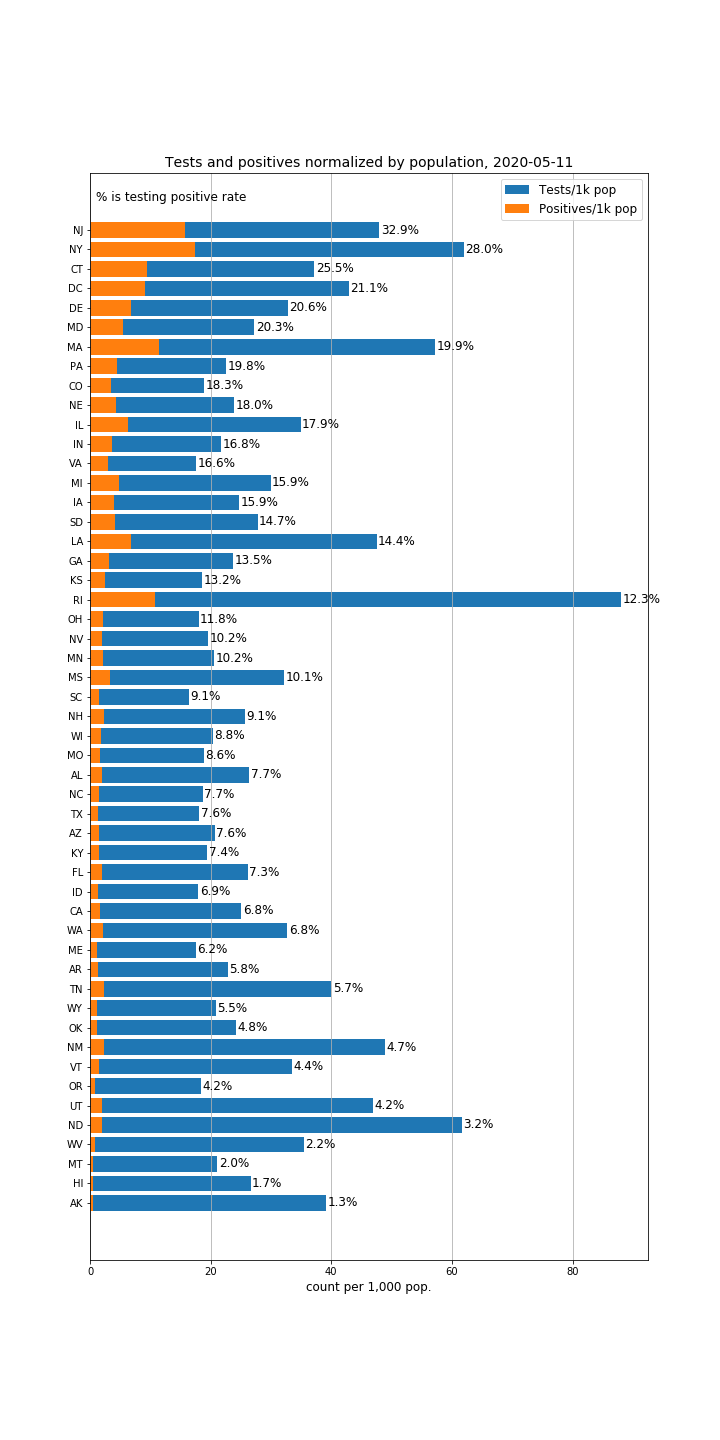 Tests and positives normalized by population, 2020-05-11
% is testing positive rate
Tests/1k pop
Positives/1k pop
NJ 32.9%
NY 28.0%
CT 25.5%
DC 21.1%
DE 20.6%
MD 20.3%
MA 19.9%
PA 19.8%
CO 18.3%
NE 18.0%
IL 17.9%
IN 16.8%
VA 16.6%
MI 15.9%
IA 15.9%
SD 14.7%
LA 14.4%
GA 13.5%
KS 13.2%
RI 12.3%
OH 11.8%
NV 10.2%
MN 10.2%
MS 10.1%
SC 9.1%
NH 9.1%
WI 8.8%
MO 8.6%
AL 7.7%
NC 7.7%
TX 7.6%
AZ 7.6%
KY 7.4%
FL 7.3%
ID 6.9%
CA 6.8%
WA 6.8%
ME 6.2%
AR 5.8%
TN 5.7%
WY 5.5%
OK 4.8%
NM 4.7%
VT 4.4%
OR 4.2%
UT 4.2%
ND 3.2%
WV 2.2%
MT 2.0%
HI 1.7%
AK 1.3%
0 20 40 60 80
count per 1,000 pop.